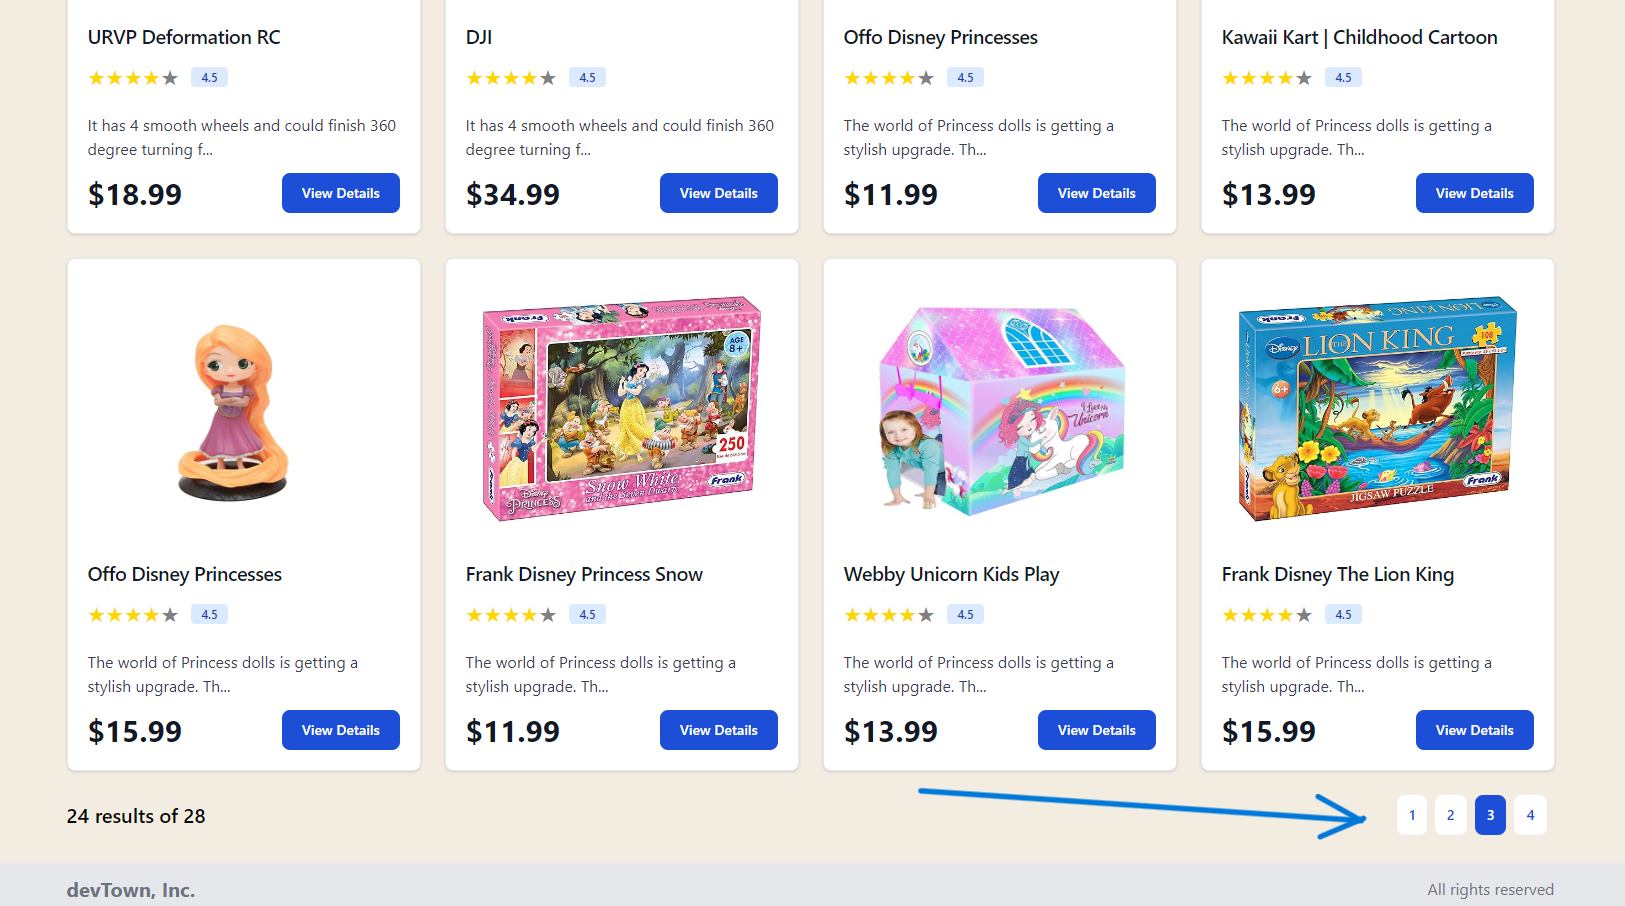 URVP Deformation RC
4.5
It has 4 smooth wheels and could finish 360
degree turning f...
$18.99
View Details
DJI
4.5
It has 4 smooth wheels and could finish 360
degree turning f...
$34.99
View Details
Offo Disney Princesses
4.5
The world of Princess dolls is getting a
stylish upgrade. Th...
$11.99
View Details
Kawaii Kart | Childhood Cartoon
4.5
The world of Princess dolls is getting a
stylish upgrade. Th...
$13.99
View Details
Offo Disney Princesses
4.5
The world of Princess dolls is getting a
stylish upgrade. Th...
$15.99
View Details
Frank
AGE
8+
250
Disney
PRINCESS
Snow White
and the Seven Dwarfs
Frank
Frank Disney Princess Snow
4.5
The world of Princess dolls is getting a
stylish upgrade. Th...
$11.99
View Details
I Love My
Unicorn
Webby Unicorn Kids Play
4.5
The world of Princess dolls is getting a
stylish upgrade. Th...
$13.99
View Details
Frank
LION KING
Disney
THE
LION KING
108
6+
JIGSAW PUZZLE
Frank
Frank Disney The Lion King
4.5
The world of Princess dolls is getting a
stylish upgrade. Th...
$15.99
View Details
24 results of 28
1 2 3 4
devTown, Inc.
All rights reserved